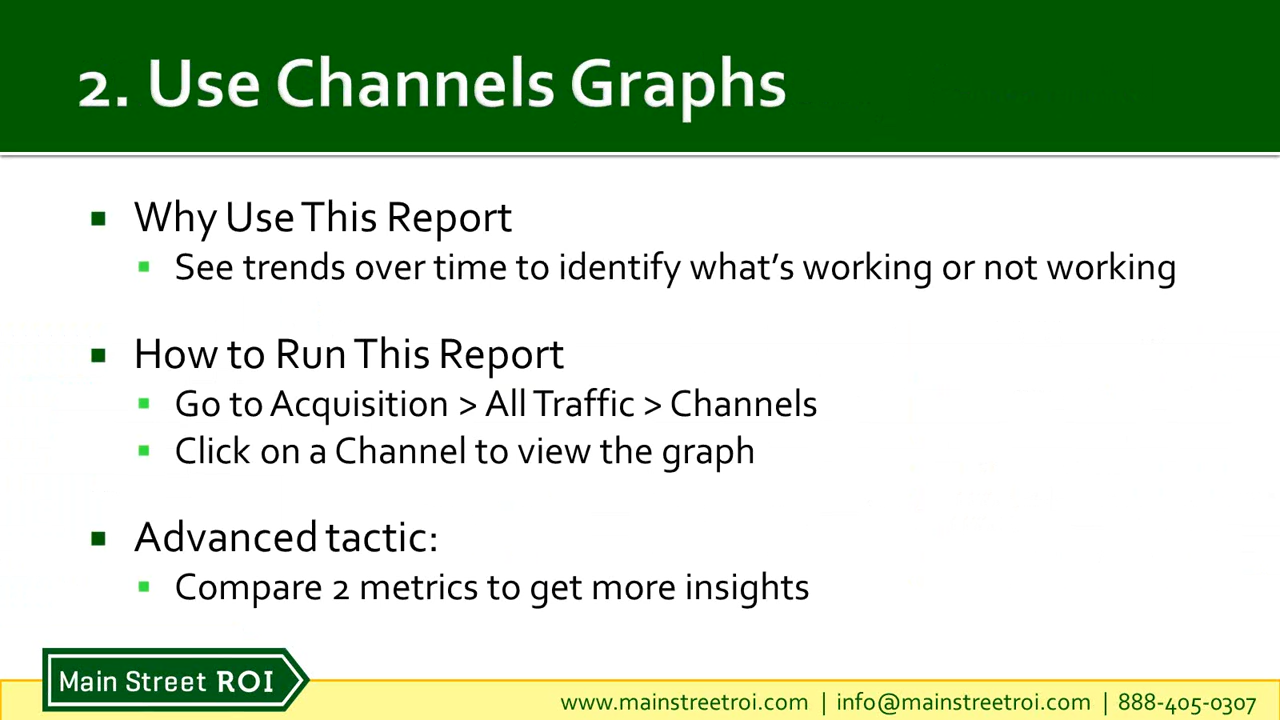 2. Use Channels Graphs
Why Use This Report
See trends over time to identify what's working or not working
How to Run This Report
Go to Acquisition > All Traffic > Channels
Click on a Channel to view the graph
Advanced tactic:
Compare 2 metrics to get more insights
Main Street ROI
www.mainstreetroi.com | info@mainstreetroi.com | 888-405-0307